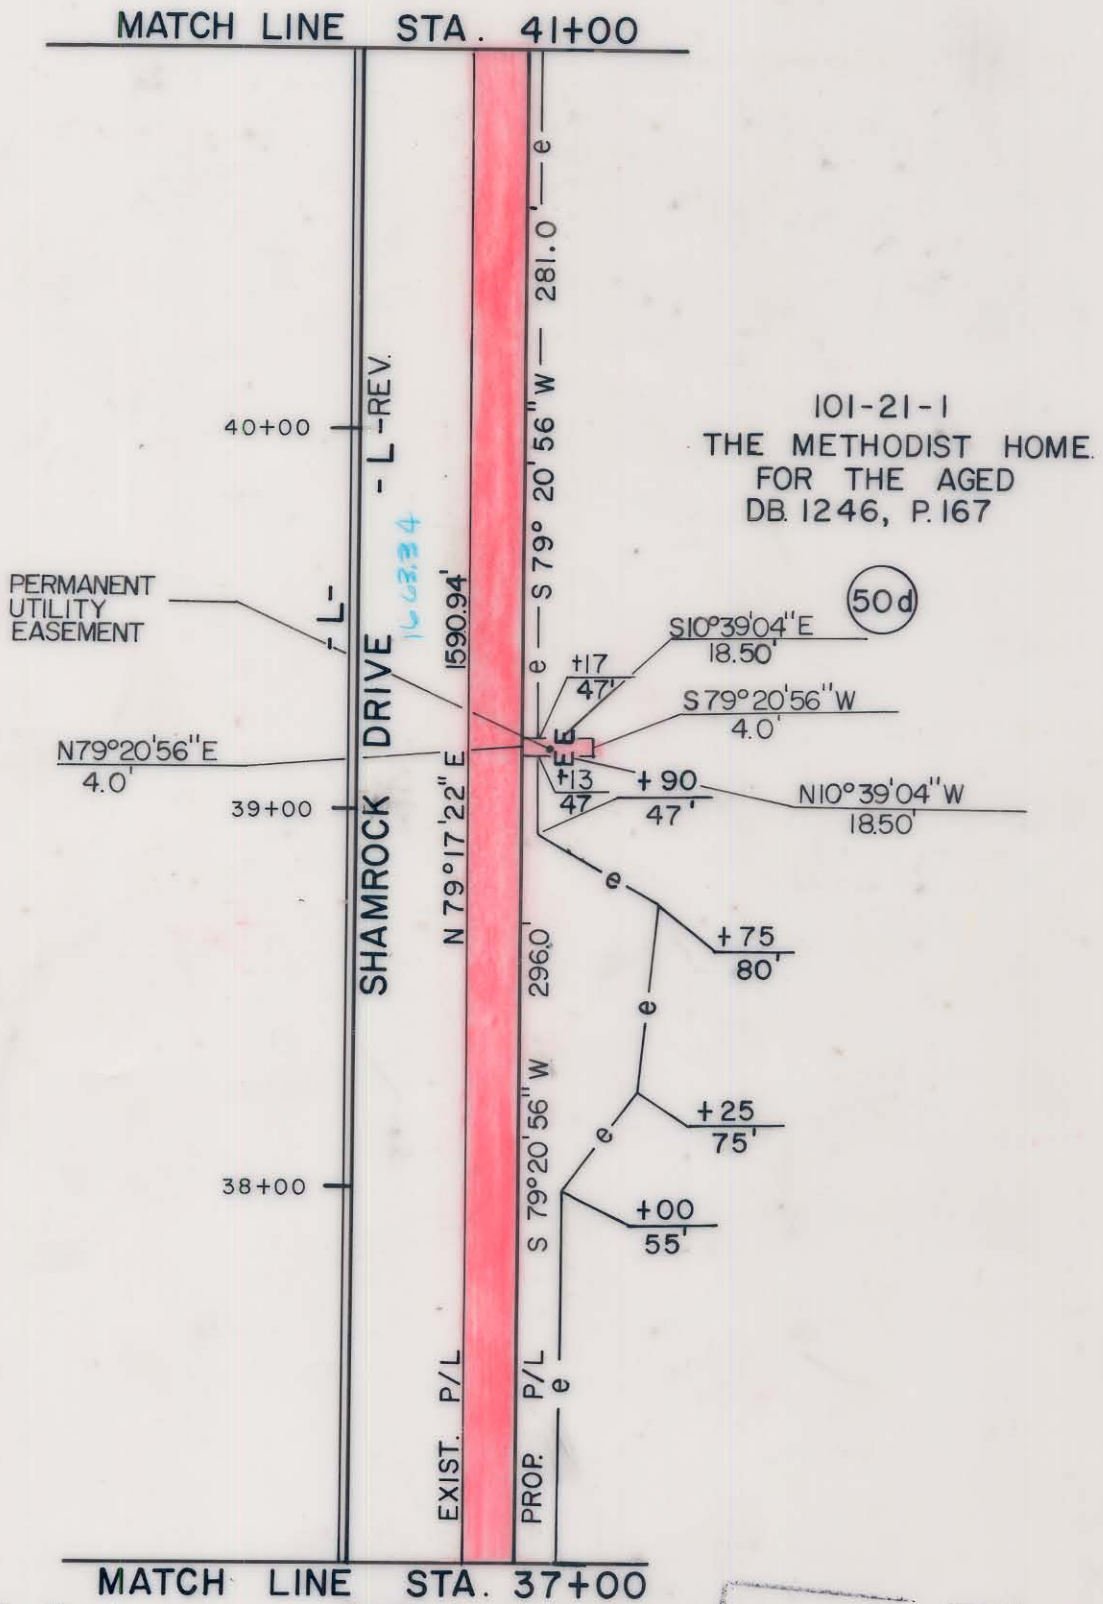 MATCH LINE STA. 41+00
e
281.0'
e
S 79° 20' 56" W
40+00
- L -REV.
101-21-1
THE METHODIST HOME.
FOR THE AGED
DB. 1246, P. 167
1663.34
1590.94'
PERMANENT
UTILITY
EASEMENT
- L -
50d
S10°39'04"E
18.50'
+17
47'
S 79°20'56"W
4.0'
N79°20'56"E
4.0'
E E
+13
47
+ 90
47'
N10°39'04"W
18.50'
39+00
SHAMROCK DRIVE
N 79°17'22" E
e
+ 75
80'
296.0'
e
S 79°20'56" W
+25
75'
e
38+00
+00
55'
EXIST. P/L
PROP. P/L
e
MATCH LINE STA. 37+00